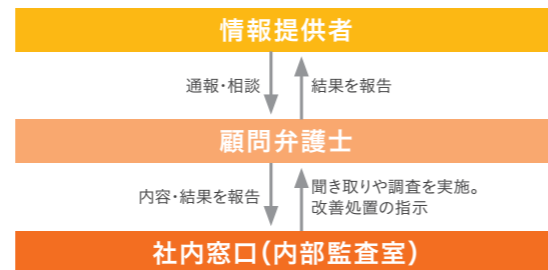 情報提供者
通報・相談
結果を報告
顧問弁護士
内容・結果を報告
聞き取りや調査を実施。
改善処置の指示
社内窓口(内部監査室)